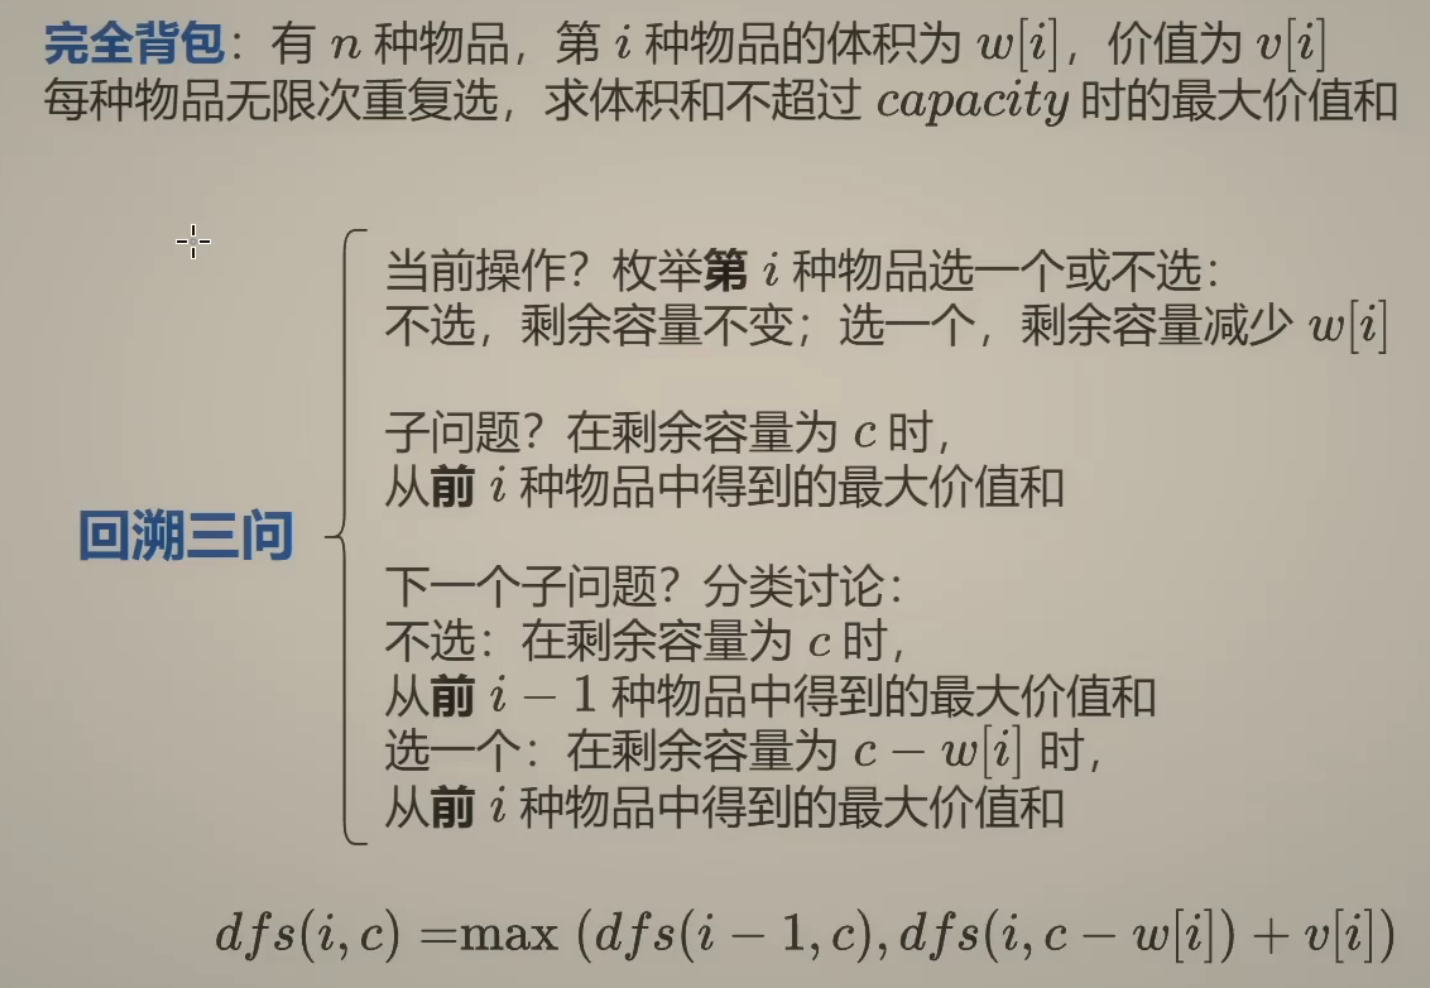 完全背包：有 n 种物品，第 i 种物品的体积为 w[i]，价值为 v[i]
每种物品无限次重复选，求体积和不超过 capacity 时的最大价值和
当前操作？枚举第 i 种物品选一个或不选：
不选，剩余容量不变；选一个，剩余容量减少 w[i]
子问题？在剩余容量为 c 时，
从前 i 种物品中得到的最大价值和
回溯三问
下一个子问题？分类讨论：
不选：在剩余容量为 c 时，
从前 i − 1 种物品中得到的最大价值和
选一个：在剩余容量为 c − w[i] 时，
从前 i 种物品中得到的最大价值和
dfs(i, c) =max (dfs(i − 1, c), dfs(i, c − w[i]) + v[i])